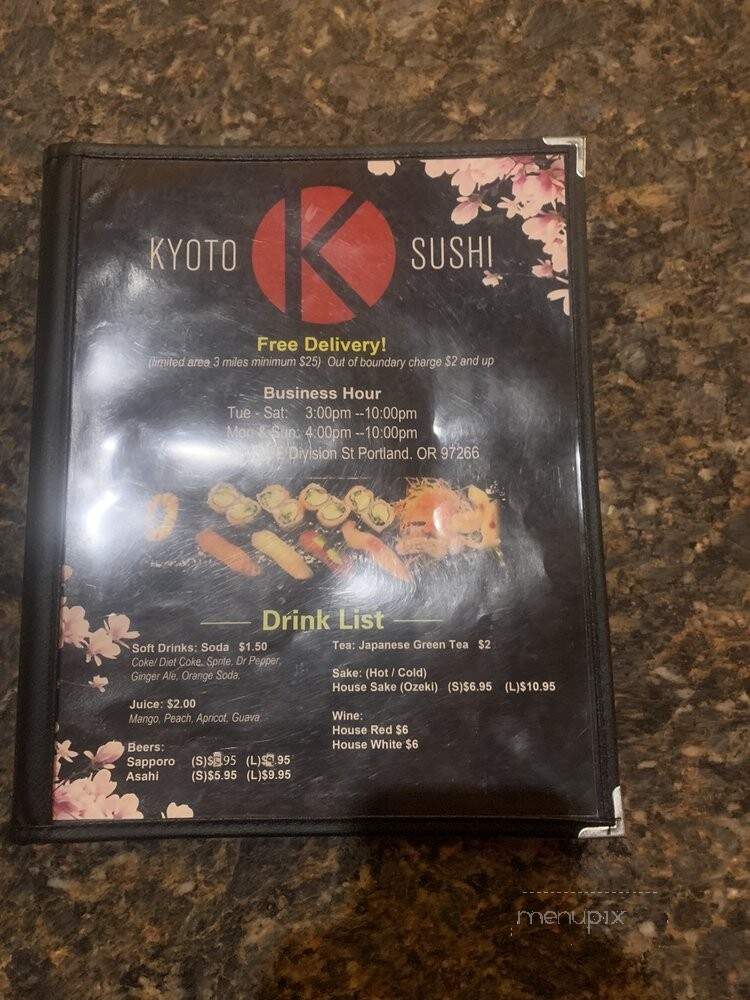 KYOTO K SUSHI
Free Delivery!
(limited area 3 miles minimum $25) Out of boundary charge $2 and up
Business Hour
Tue - Sat: 3:00pm --10:00pm
Mon & Sun: 4:00pm --10:00pm
Division St Portland. OR 97266
Drink List
Soft Drinks: Soda $1.50
Coke/ Diet Coke, Sprite, Dr Pepper,
Ginger Ale, Orange Soda,
Juice: $2.00
Mango, Peach, Apricot, Guava
Beers:
Sapporo (S) (L)
Asahi (S)$5.95 (L)$9.95
Tea: Japanese Green Tea $2
Sake: (Hot / Cold)
House Sake (Ozeki) (S)$6.95 (L)$10.95
Wine:
House Red $6
House White $6
menupix